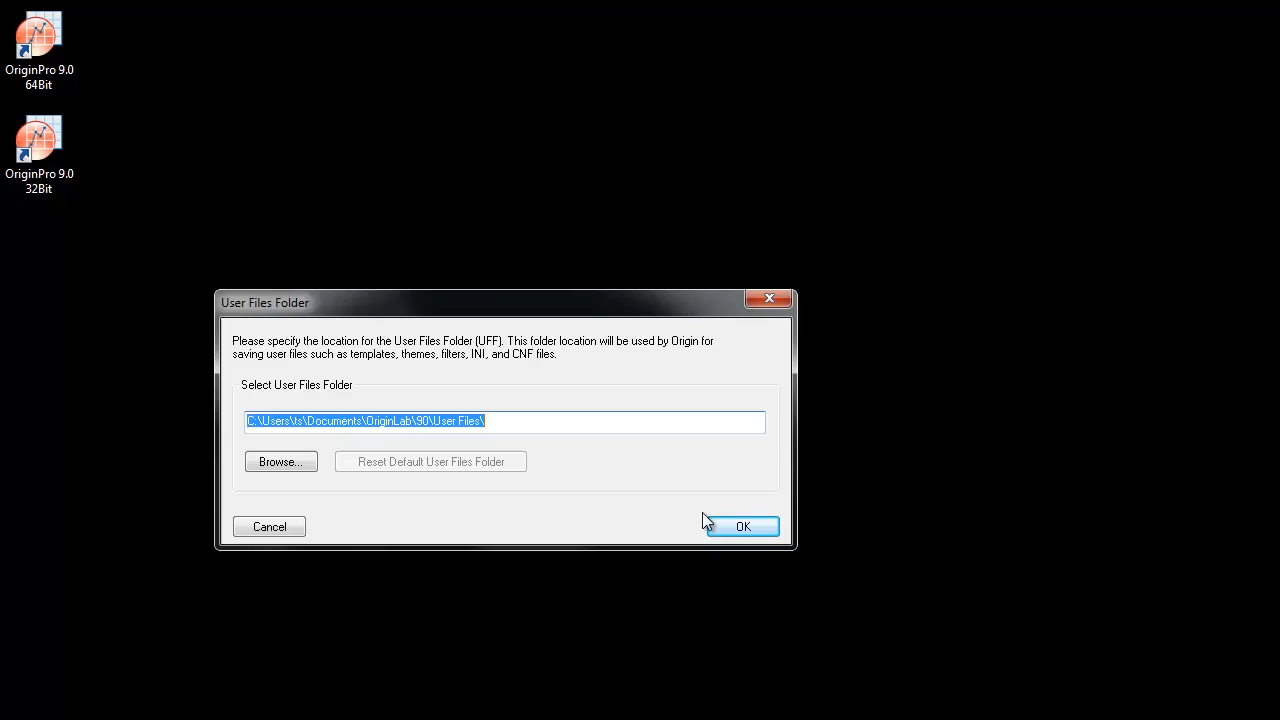 OriginPro 9.0
64Bit
OriginPro 9.0
32Bit
User Files Folder
Please specify the location for the User Files Folder (UFF). This folder location will be used by Origin for
saving user files such as templates, themes, filters, INI, and CNF files.
Select User Files Folder
C:\Users\ts\Documents\OriginLab\90\User Files\
Browse... Reset Default User Files Folder
Cancel OK